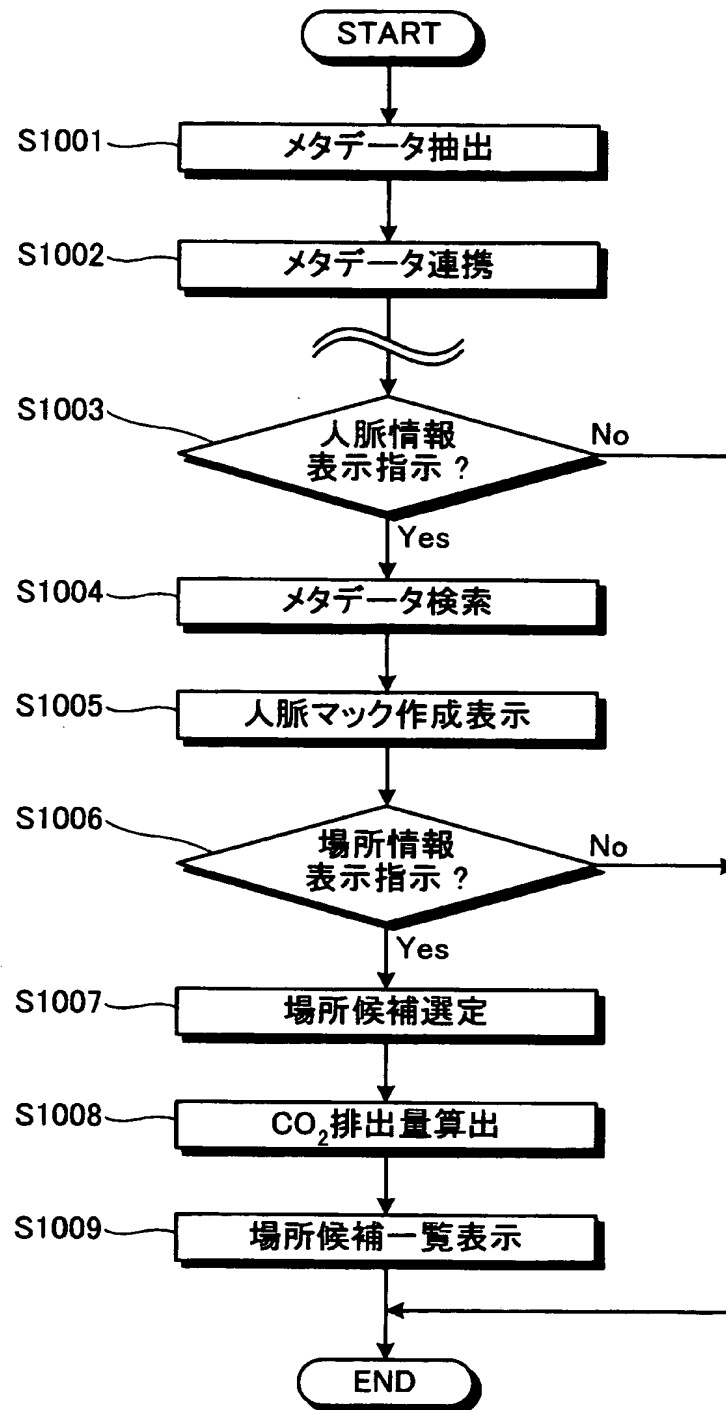 START
S1001
メタデータ抽出
S1002
メタデータ連携
S1003
人脈情報
表示指示?
No
Yes
S1004
メタデータ検索
S1005
人脈マック作成表示
S1006
場所情報
表示指示?
No
Yes
S1007
場所候補選定
S1008
CO₂排出量算出
S1009
場所候補一覧表示
END